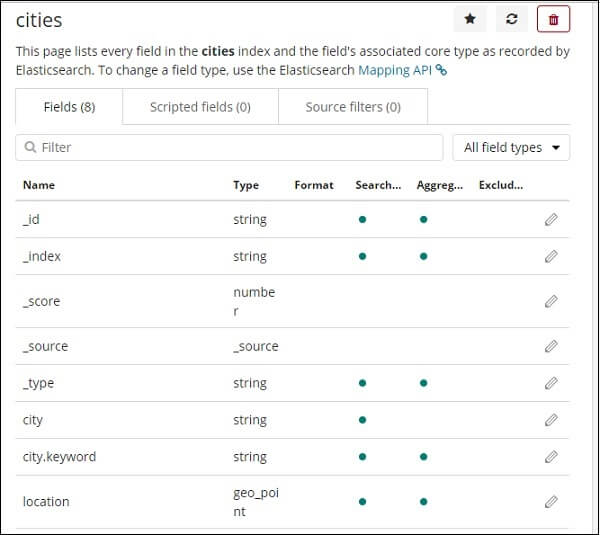 cities
This page lists every field in the cities index and the field's associated core type as recorded by
Elasticsearch. To change a field type, use the Elasticsearch Mapping API
Fields (8) Scripted fields (0) Source filters (0)
Filter All field types
Name Type Format Search... Aggreg... Exclud...
_id string
_index string
_score numbe
r
_source _source
_type string
city string
city.keyword string
location geo_poi
nt